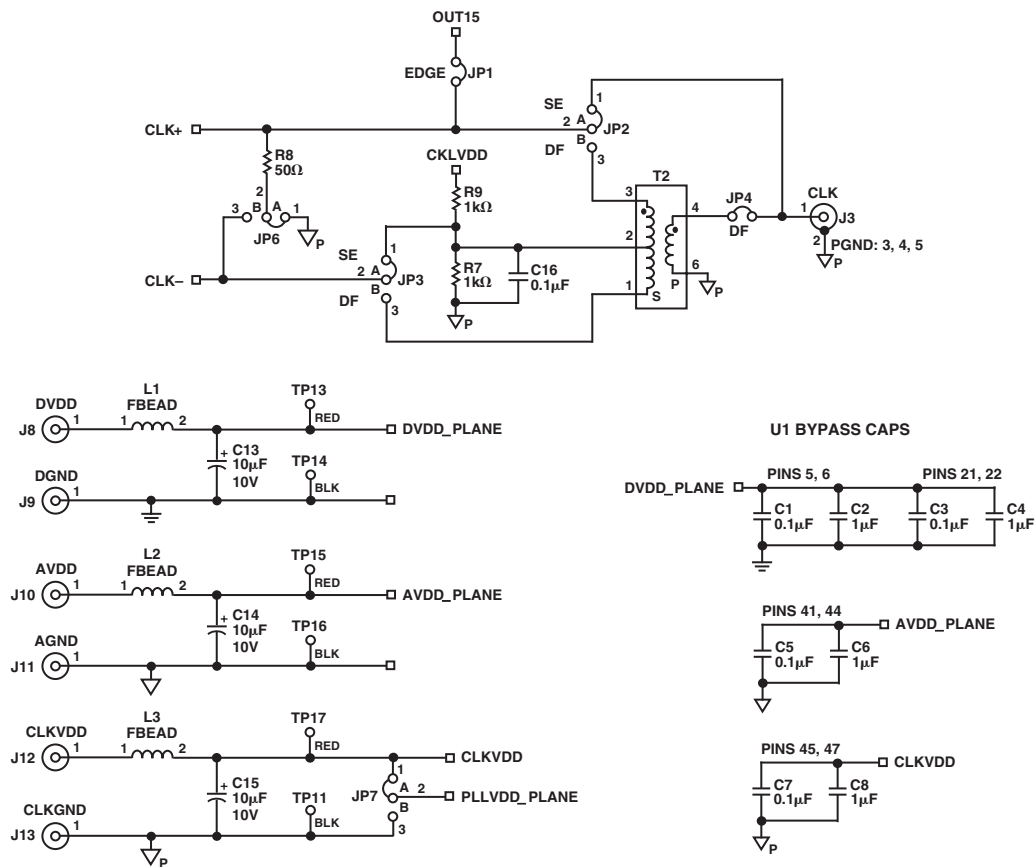 OUT15
EDGE JP1
1
SE
CLK+ 2 A JP2
B
DF 3
R8
50Ω
CKLVDD
R9
1kΩ
T2
3 4 JP4 CLK
1 J3
DF 2 PGND: 3, 4, 5
P
2
3 B A 1
JP6 P
SE 1
2
R7
1kΩ
C16
0.1μF
CLK– 2 A JP3
B
DF 3
P
1 S P 6
P
DVDD L1 TP13
J8 1 1 FBEAD 2 RED DVDD_PLANE
+ C13
10μF
10V
DGND TP14
J9 1 BLK
AVDD L2 TP15
J10 1 1 FBEAD 2 RED AVDD_PLANE
+ C14
10μF
10V
AGND TP16
J11 1 BLK
CLKVDD L3 TP17
J12 1 1 FBEAD 2 RED CLKVDD
+ C15
10μF
10V
1
JP7 A 2 PLLVDD_PLANE
B
3
CLKGND TP11
J13 1 BLK
P
U1 BYPASS CAPS
PINS 5, 6 PINS 21, 22
DVDD_PLANE
C1 0.1μF
C2 1μF
C3 0.1μF
C4 1μF
PINS 41, 44
AVDD_PLANE
C5 0.1μF
C6 1μF
PINS 45, 47
CLKVDD
C7 0.1μF
C8 1μF
P